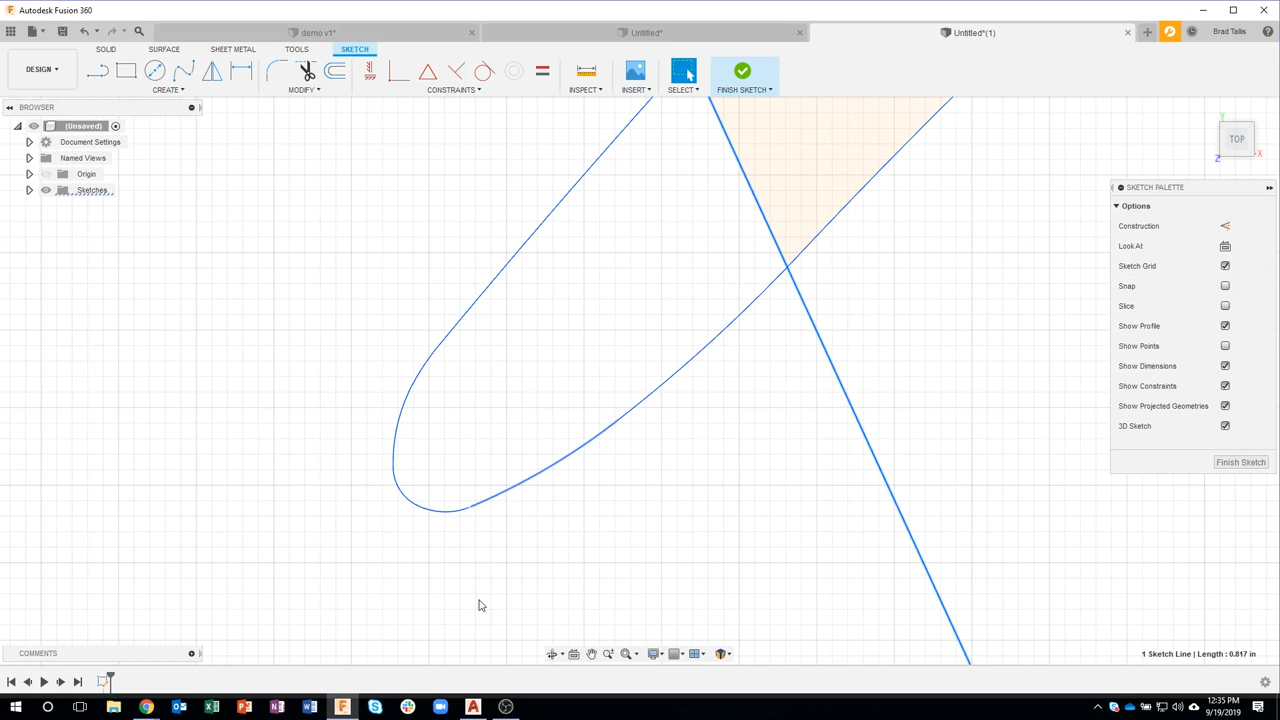 Autodesk Fusion 360
demo v1*
Untitled*
Untitled*(1)
Brad Tallis
DESIGN
SOLID
SURFACE
SHEET METAL
TOOLS
SKETCH
CREATE
MODIFY
CONSTRAINTS
INSPECT
INSERT
SELECT
FINISH SKETCH
BROWSER
(Unsaved)
Document Settings
Named Views
Origin
Sketches
Y
TOP
X
Z
SKETCH PALETTE
Options
Construction
Look At
Sketch Grid
Snap
Slice
Show Profile
Show Points
Show Dimensions
Show Constraints
Show Projected Geometries
3D Sketch
Finish Sketch
COMMENTS
1 Sketch Line | Length : 0.817 in
12:35 PM
9/19/2019